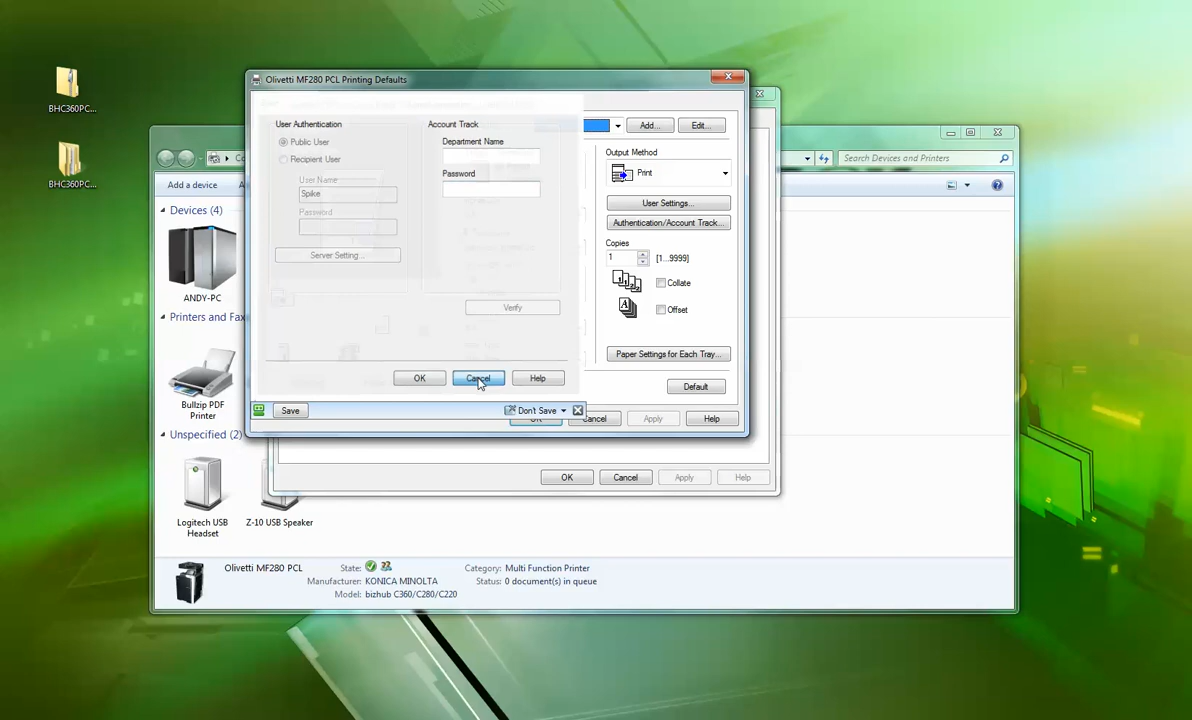 BHC360PC...
BHC360PC...
Olivetti MF280 PCL Printing Defaults
User Authentication
Public User
Recipient User
User Name
Spike
Password
Server Setting...
Account Track
Department Name
Password
Verify
OK
Cancel
Help
Save
Don't Save
Add...
Edit...
Output Method
Print
User Settings...
Authentication/Account Track...
Copies
1
[1...9999]
Collate
Offset
Paper Settings for Each Tray...
Default
OK
Cancel
Apply
Help
OK
Cancel
Apply
Help
Co
Search Devices and Printers
Add a device
A
Devices (4)
ANDY-PC
Printers and Fax
Bullzip PDF
Printer
Unspecified (2)
Logitech USB
Headset
Z-10 USB Speaker
Olivetti MF280 PCL
State:
Manufacturer: KONICA MINOLTA
Model: bizhub C360/C280/C220
Category: Multi Function Printer
Status: 0 document(s) in queue